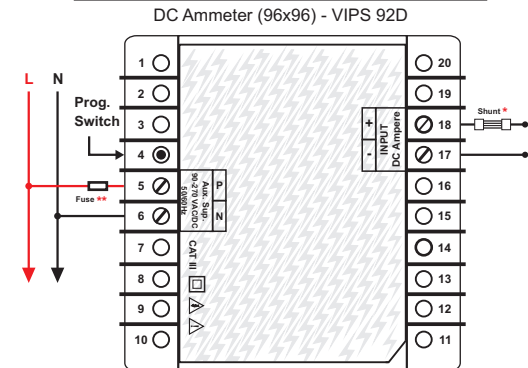 DC Ammeter (96x96) - VIPS 92D
L N
Prog.
Switch
Fuse **
1
2
3
4
5
6
7
8
9
10
P
N
Aux. Sup.
90-270 VAC/DC
50/60Hz
CAT III
+
-
INPUT
DC Ampere
20
19
18
17
16
15
14
13
12
11
Shunt *